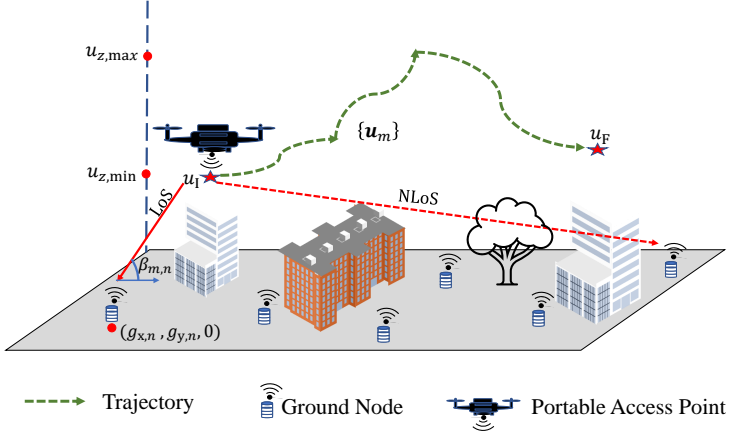 u_{z,max}
{u_m}
u_F
u_{z,min}
u_I
LoS
NLoS
β_{m,n}
(g_{x,n}, g_{y,n}, 0)
Trajectory
Ground Node
Portable Access Point